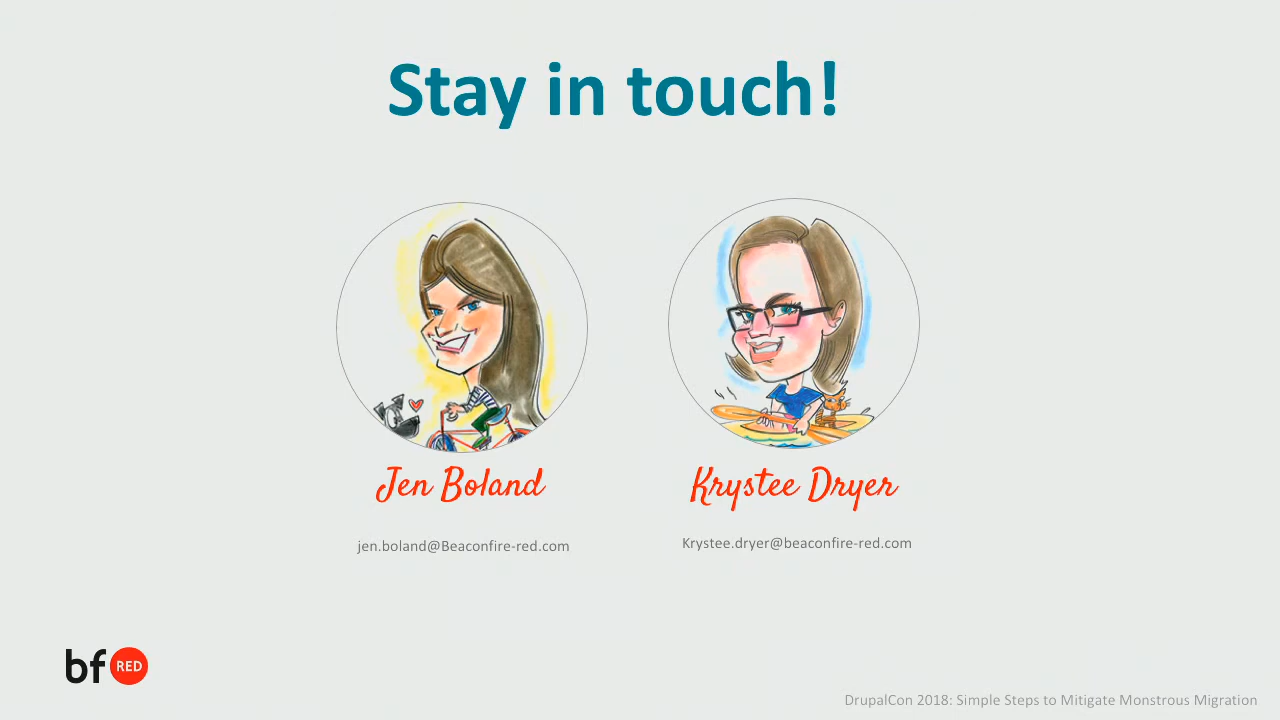 Stay in touch!
Jen Boland
Krystee Dryer
jen.boland@Beaconfire-red.com
Krystee.dryer@beaconfire-red.com
bf RED
DrupalCon 2018: Simple Steps to Mitigate Monstrous Migration